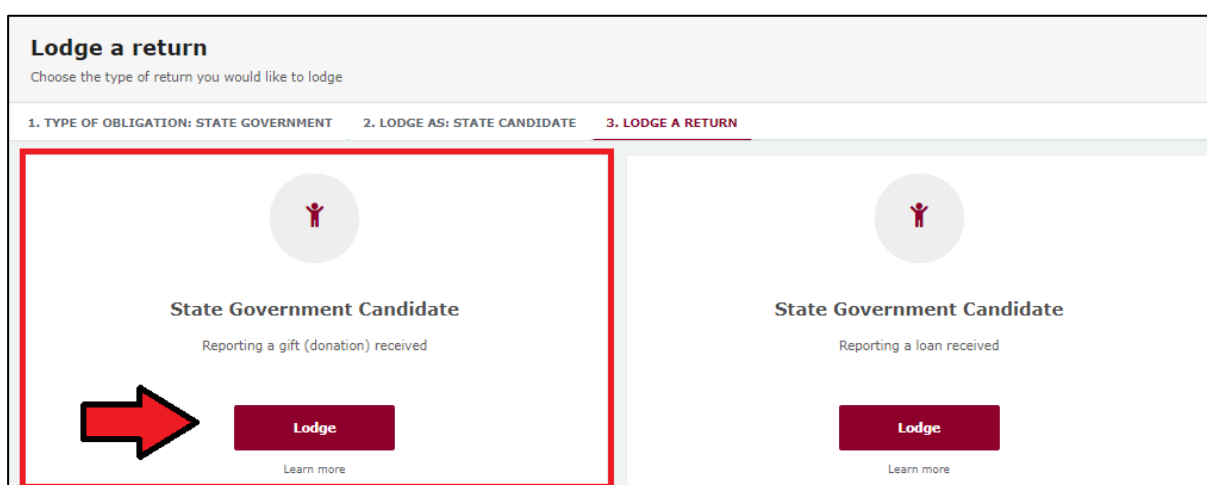 Lodge a return
Choose the type of return you would like to lodge
1. TYPE OF OBLIGATION: STATE GOVERNMENT 2. LODGE AS: STATE CANDIDATE 3. LODGE A RETURN
State Government Candidate
Reporting a gift (donation) received
Lodge
Learn more
State Government Candidate
Reporting a loan received
Lodge
Learn more